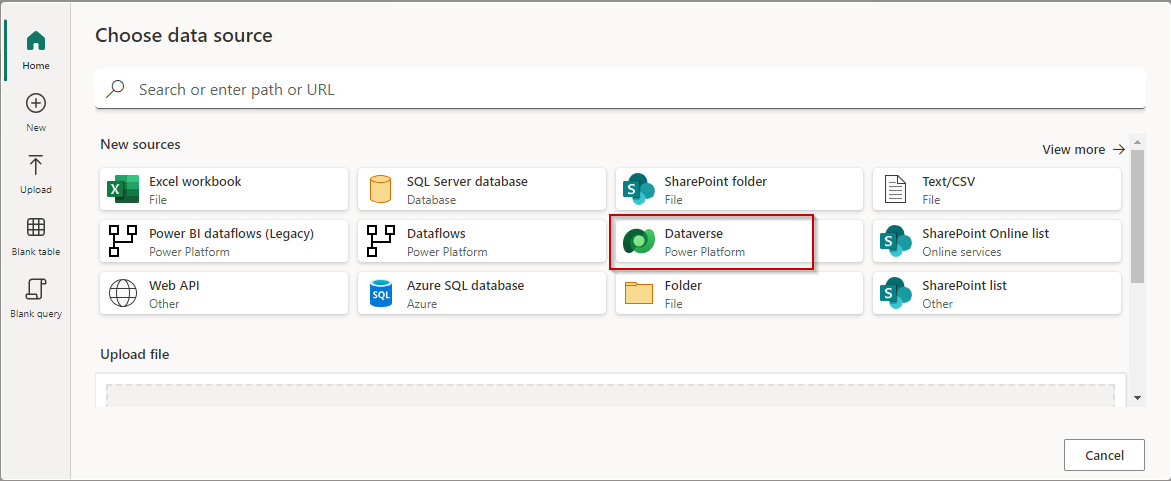 Choose data source
Home
Search or enter path or URL
New
New sources
View more
Upload
Excel workbook
File
SQL Server database
Database
SharePoint folder
File
Text/CSV
File
Blank table
Power BI dataflows (Legacy)
Power Platform
Dataflows
Power Platform
Dataverse
Power Platform
SharePoint Online list
Online services
Blank query
Web API
Other
SQL
Azure SQL database
Azure
Folder
File
SharePoint list
Other
Upload file
Cancel